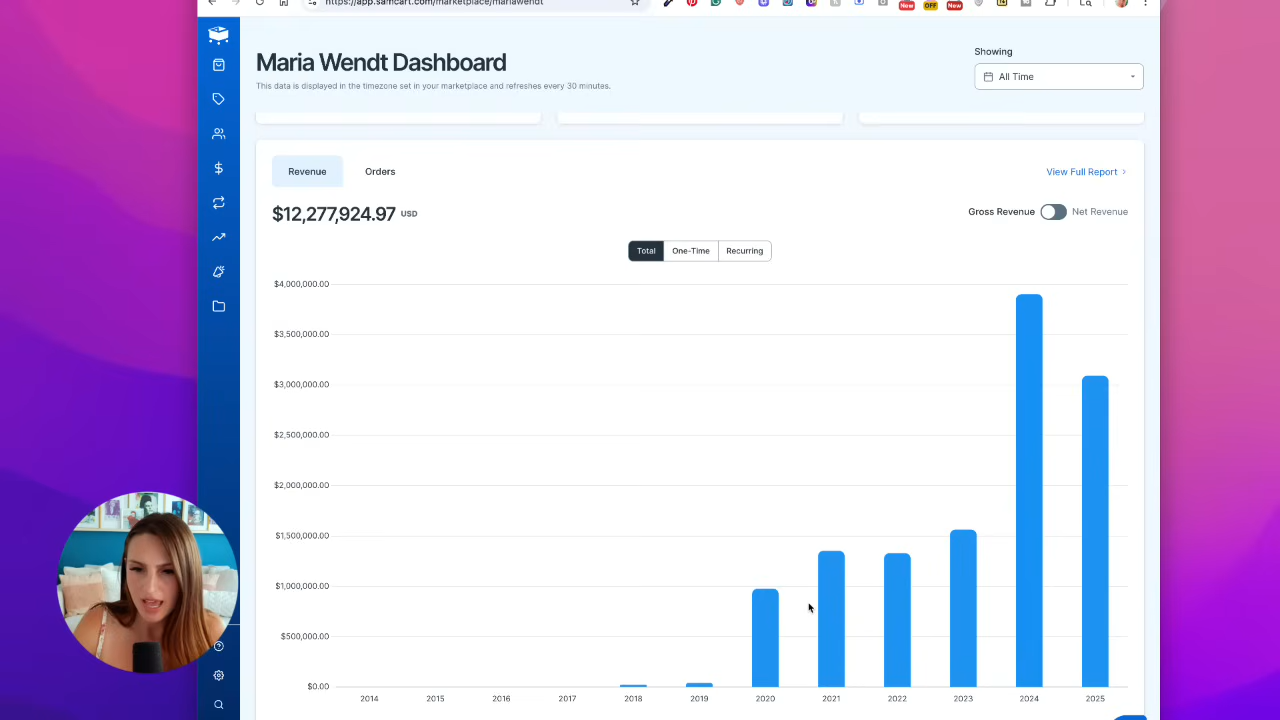 https://app.samcart.com/marketplace/mariawendt
New
OFF
New
Maria Wendt Dashboard
This data is displayed in the timezone set in your marketplace and refreshes every 30 minutes.
Showing
All Time
Revenue
Orders
View Full Report
$12,277,924.97 USD
Gross Revenue
Net Revenue
Total
One-Time
Recurring
$4,000,000.00
$3,500,000.00
$3,000,000.00
$2,500,000.00
$2,000,000.00
$1,500,000.00
$1,000,000.00
$500,000.00
$0.00
2014
2015
2016
2017
2018
2019
2020
2021
2022
2023
2024
2025